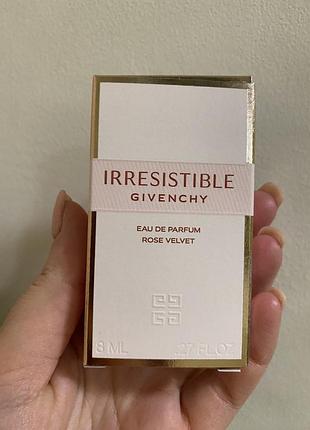 IRRESISTIBLE
GIVENCHY
EAU DE PARFUM
ROSE VELVET
8 ML .27 FL.OZ